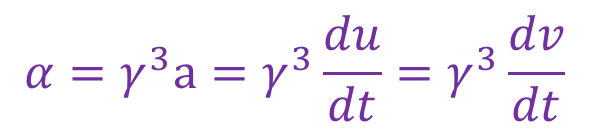 α = γ³a = γ³ du/dt = γ³ dv/dt